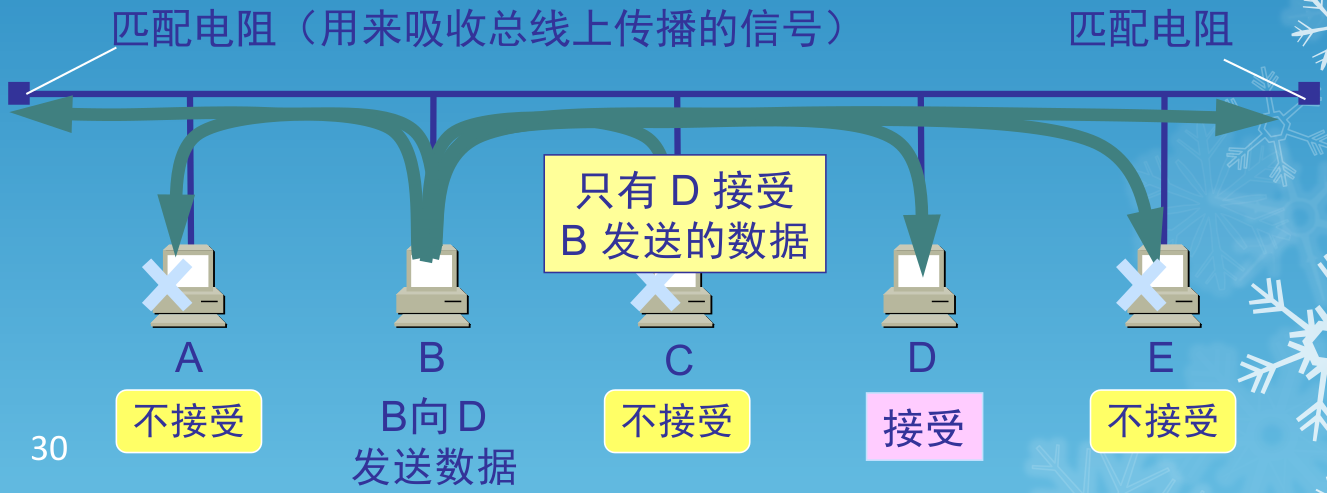 匹配电阻（用来吸收总线上传播的信号）
匹配电阻
只有 D 接受
B 发送的数据
A
B
C
D
E
不接受
B向 D
发送数据
不接受
接受
不接受
30